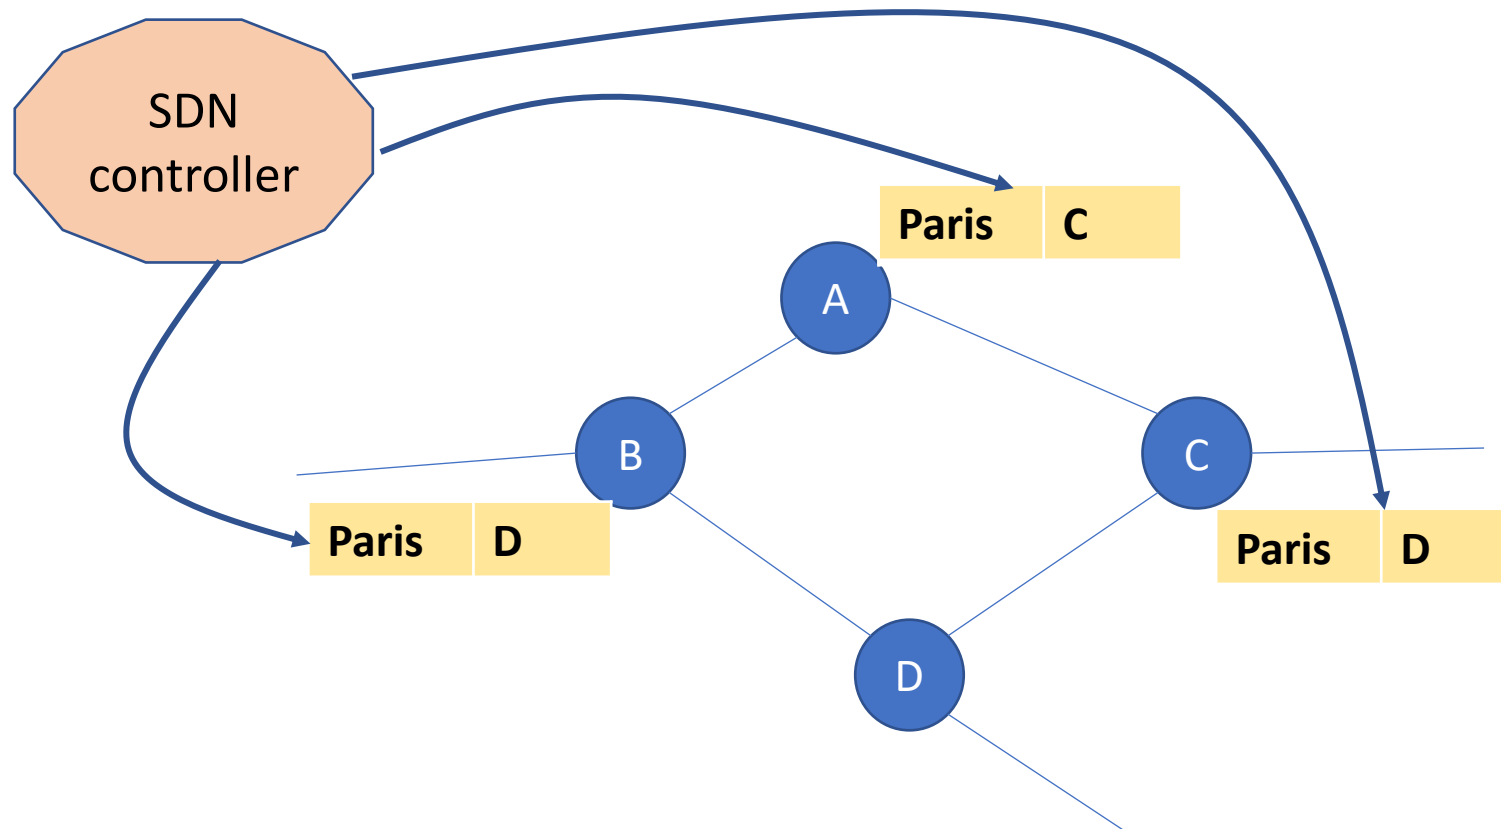 SDN
controller
Paris C
A
B
C
Paris D
Paris D
D